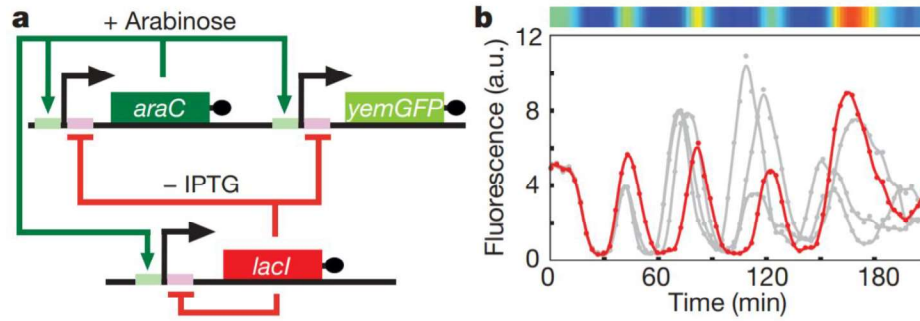 a
+ Arabinose
araC
yemGFP
– IPTG
lacI
b
Fluorescence (a.u.)
12
8
4
0
0 60 120 180
Time (min)